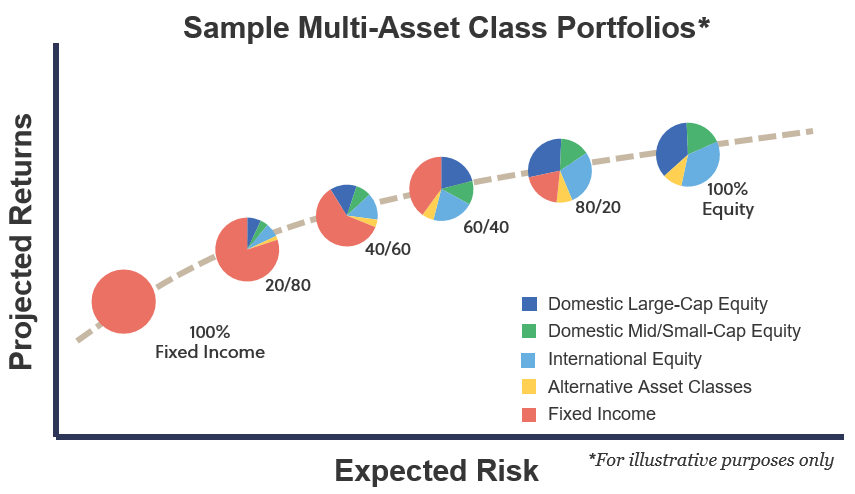 Sample Multi-Asset Class Portfolios*
Projected Returns
100%
Fixed Income
20/80
40/60
60/40
80/20
100%
Equity
Domestic Large-Cap Equity
Domestic Mid/Small-Cap Equity
International Equity
Alternative Asset Classes
Fixed Income
Expected Risk
*For illustrative purposes only